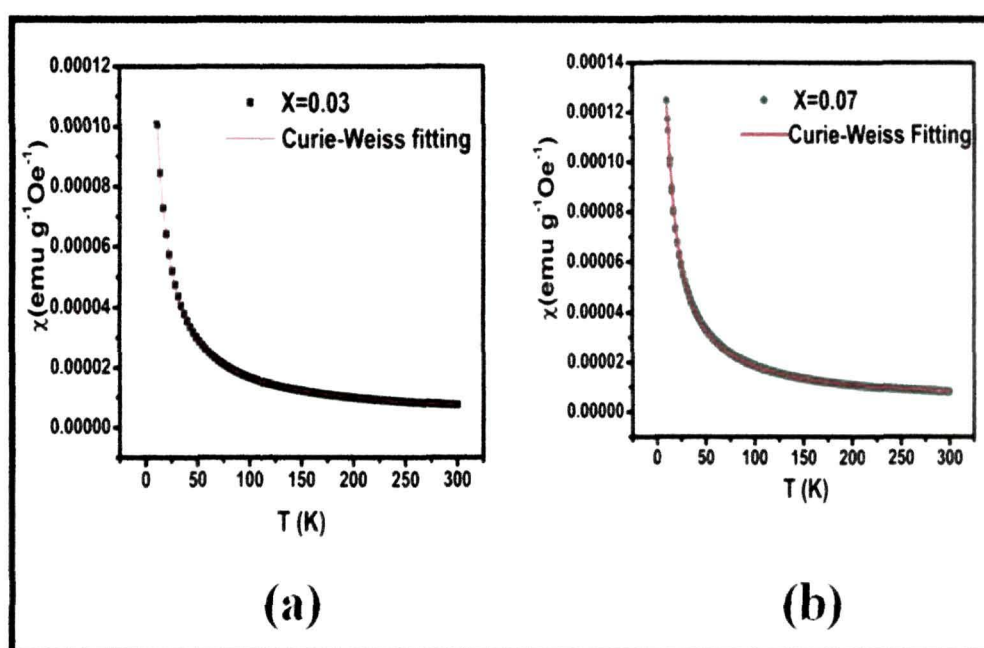 0.00012
0.00010
0.00008
0.00006
0.00004
0.00002
0.00000
χ(emu g⁻¹Oe⁻¹)
X=0.03
Curie-Weiss fitting
0 50 100 150 200 250 300
T (K)
(a)
0.00014
0.00012
0.00010
0.00008
0.00006
0.00004
0.00002
0.00000
χ(emu g⁻¹Oe⁻¹)
X=0.07
Curie-Weiss Fitting
0 50 100 150 200 250 300
T (K)
(b)